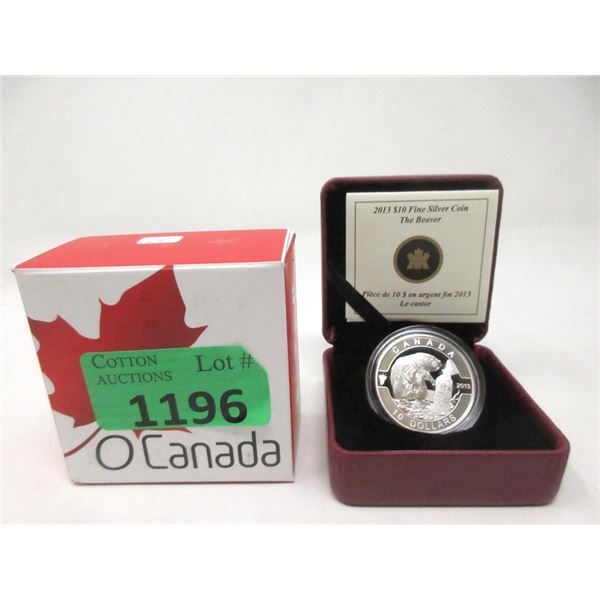 COTTON
AUCTIONS
Lot #
1196
O Canada
2013 $10 Fine Silver Coin
The Beaver
Pièce de 10 $ en argent fin 2013
Le castor
CANADA
2013
10 DOLLARS